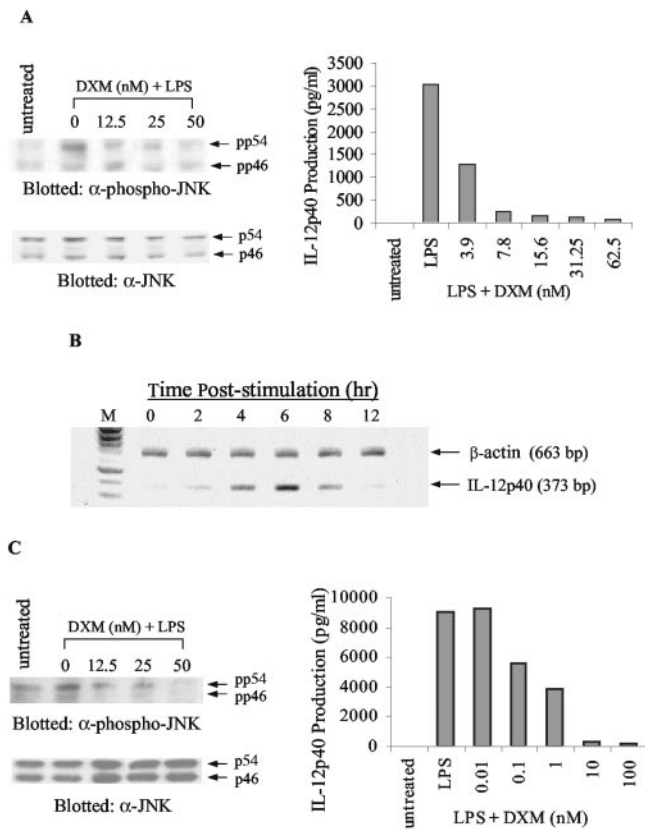 A
untreated
DXM (nM) + LPS
0 12.5 25 50
pp54
pp46
Blotted: α-phospho-JNK
p54
p46
Blotted: α-JNK
IL-12p40 Production (pg/ml)
3500
3000
2500
2000
1500
1000
500
0
untreated
LPS
3.9
7.8
15.6
31.25
62.5
LPS + DXM (nM)
B
Time Post-stimulation (hr)
M 0 2 4 6 8 12
β-actin (663 bp)
IL-12p40 (373 bp)
C
untreated
DXM (nM) + LPS
0 12.5 25 50
pp54
pp46
Blotted: α-phospho-JNK
p54
p46
Blotted: α-JNK
IL-12p40 Production (pg/ml)
10000
8000
6000
4000
2000
0
untreated
LPS
0.01
0.1
1
10
100
LPS + DXM (nM)